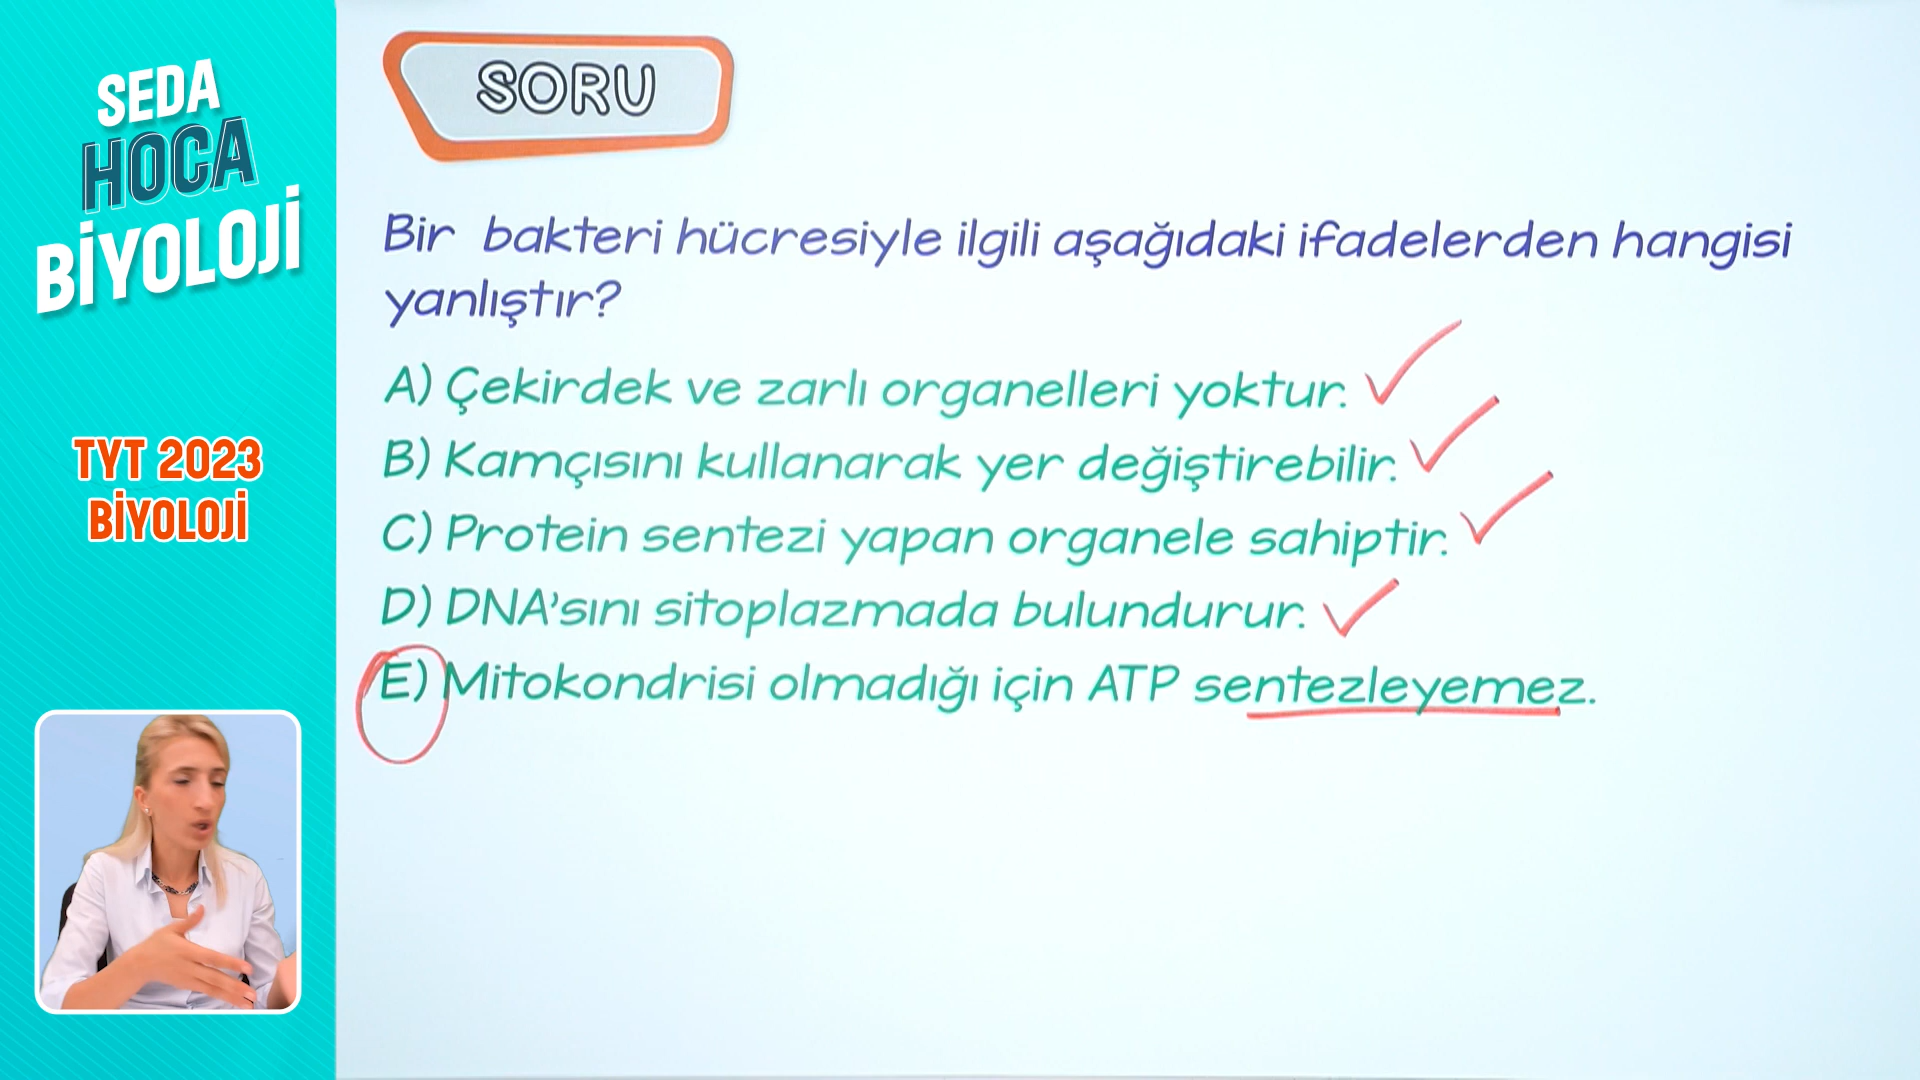 SEDA
HOCA
BİYOLOJİ
TYT 2023
BİYOLOJİ
SORU
Bir bakteri hücresiyle ilgili aşağıdaki ifadelerden hangisi
yanlıştır?
A) Çekirdek ve zarlı organelleri yoktur.
B) Kamçısını kullanarak yer değiştirebilir.
C) Protein sentezi yapan organele sahiptir.
D) DNA'sını sitoplazmada bulundurur.
E) Mitokondrisi olmadığı için ATP sentezleyemez.